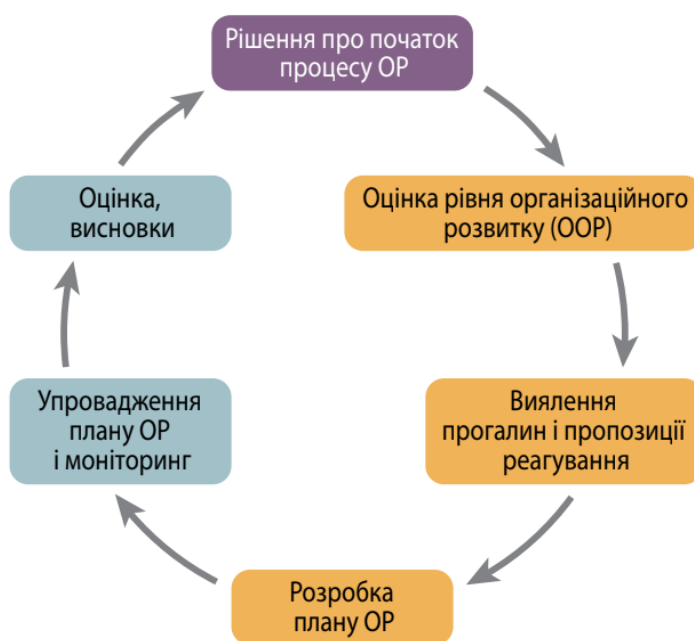 Рішення про початок
процесу ОР
Оцінка рівня організаційного
розвитку (ООР)
Виялення
прогалин і пропозиції
реагування
Розробка
плану ОР
Упровадження
плану ОР
і моніторинг
Оцінка,
висновки